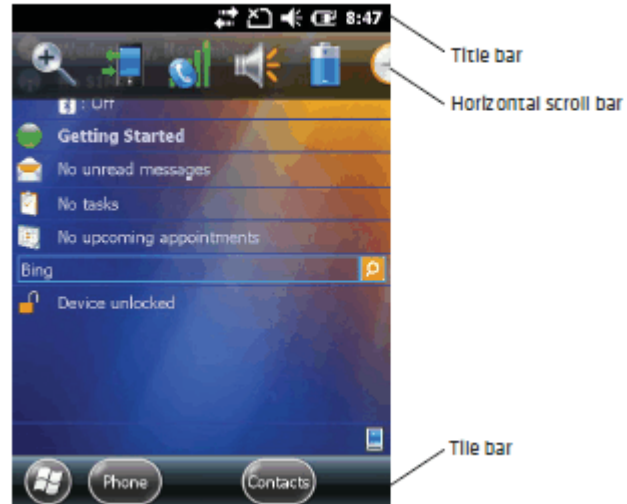 8:47
Title bar
Horizontal scroll bar
: Off
Getting Started
No unread messages
No tasks
No upcoming appointments
Bing
Device unlocked
Tile bar
Phone
Contacts